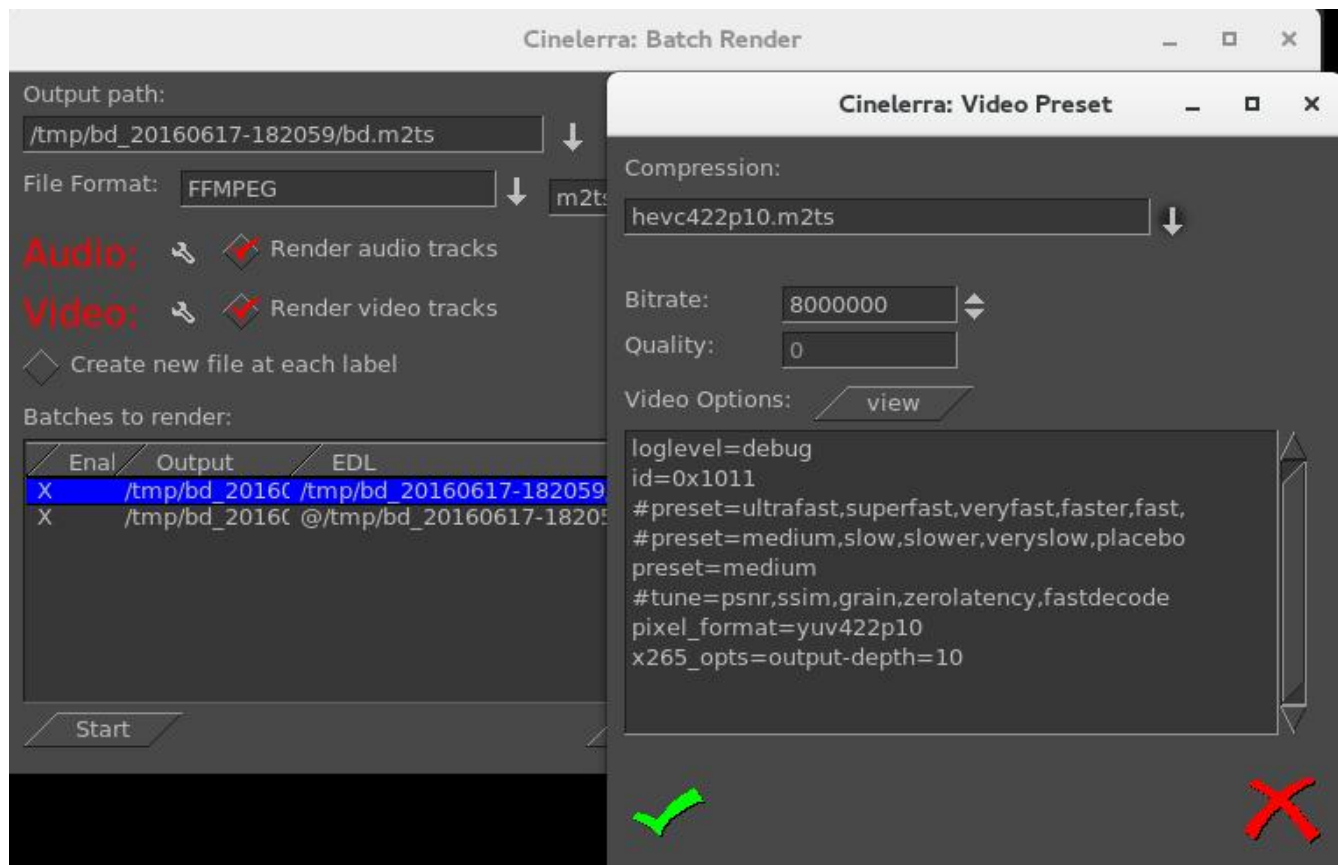 Cinelerra: Batch Render
Output path:
/tmp/bd_20160617-182059/bd.m2ts
File Format: FFMPEG m2ts
Audio: Render audio tracks
Video: Render video tracks
Create new file at each label
Batches to render:
Enal Output EDL
X /tmp/bd_2016( /tmp/bd_20160617-182059
X /tmp/bd_2016( @/tmp/bd_20160617-18205
Start
Cinelerra: Video Preset
Compression:
hevc422p10.m2ts
Bitrate: 8000000
Quality: 0
Video Options: view
loglevel=debug
id=0x1011
#preset=ultrafast,superfast,veryfast,faster,fast,
#preset=medium,slow,slower,veryslow,placebo
preset=medium
#tune=psnr,ssim,grain,zerolatency,fastdecode
pixel_format=yuv422p10
x265_opts=output-depth=10